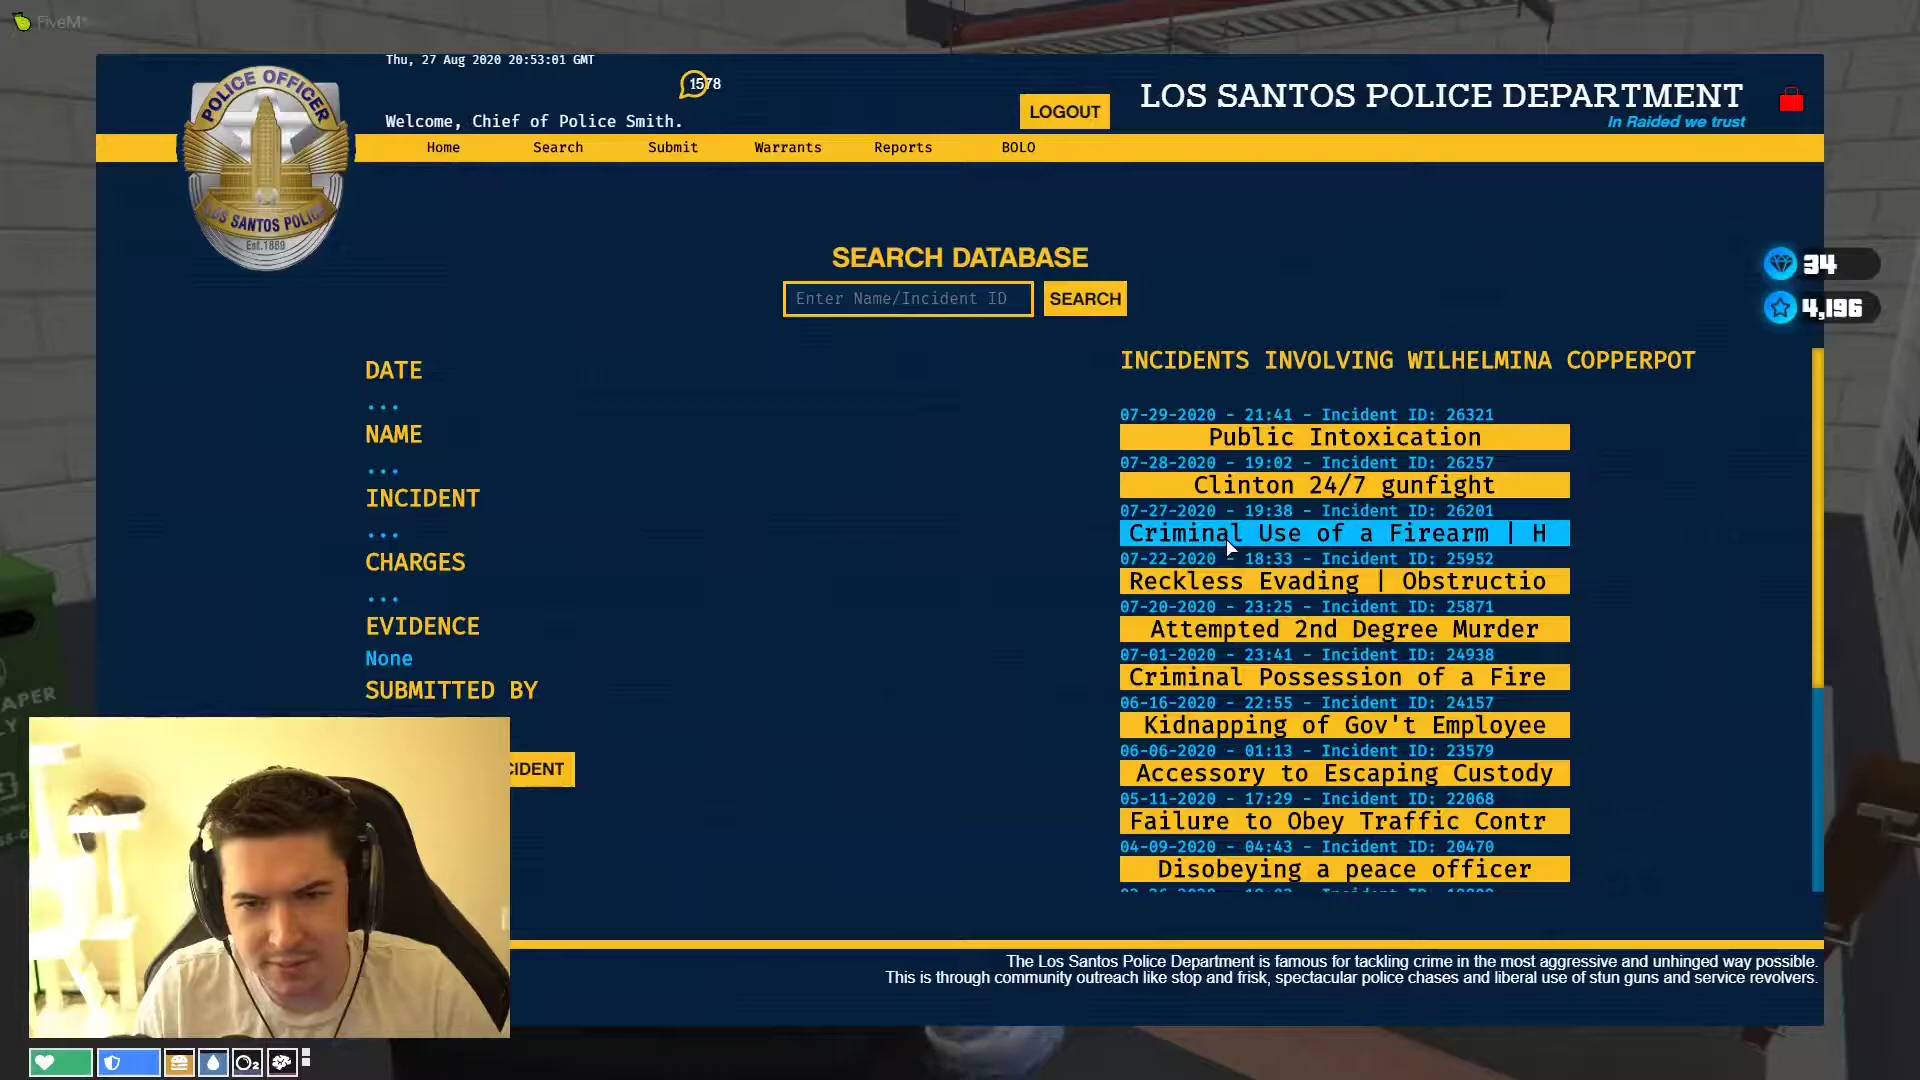 FiveM®
Thu, 27 Aug 2020 20:53:01 GMT
1578
Welcome, Chief of Police Smith.
LOGOUT
LOS SANTOS POLICE DEPARTMENT
In Raided we trust
POLICE OFFICER
LOS SANTOS POLICE
Est.1889
Home Search Submit Warrants Reports BOLO
SEARCH DATABASE
Enter Name/Incident ID SEARCH
34
4,196
DATE
...
NAME
...
INCIDENT
...
CHARGES
...
EVIDENCE
None
SUBMITTED BY
CIDENT
INCIDENTS INVOLVING WILHELMINA COPPERPOT
07-29-2020 - 21:41 - Incident ID: 26321
Public Intoxication
07-28-2020 - 19:02 - Incident ID: 26257
Clinton 24/7 gunfight
07-27-2020 - 19:38 - Incident ID: 26201
Criminal Use of a Firearm | H
07-22-2020 - 18:33 - Incident ID: 25952
Reckless Evading | Obstructio
07-20-2020 - 23:25 - Incident ID: 25871
Attempted 2nd Degree Murder
07-01-2020 - 23:41 - Incident ID: 24938
Criminal Possession of a Fire
06-16-2020 - 22:55 - Incident ID: 24157
Kidnapping of Gov't Employee
06-06-2020 - 01:13 - Incident ID: 23579
Accessory to Escaping Custody
05-11-2020 - 17:29 - Incident ID: 22068
Failure to Obey Traffic Contr
04-09-2020 - 04:43 - Incident ID: 20470
Disobeying a peace officer
The Los Santos Police Department is famous for tackling crime in the most aggressive and unhinged way possible.
This is through community outreach like stop and frisk, spectacular police chases and liberal use of stun guns and service revolvers.
APER
LY
O2